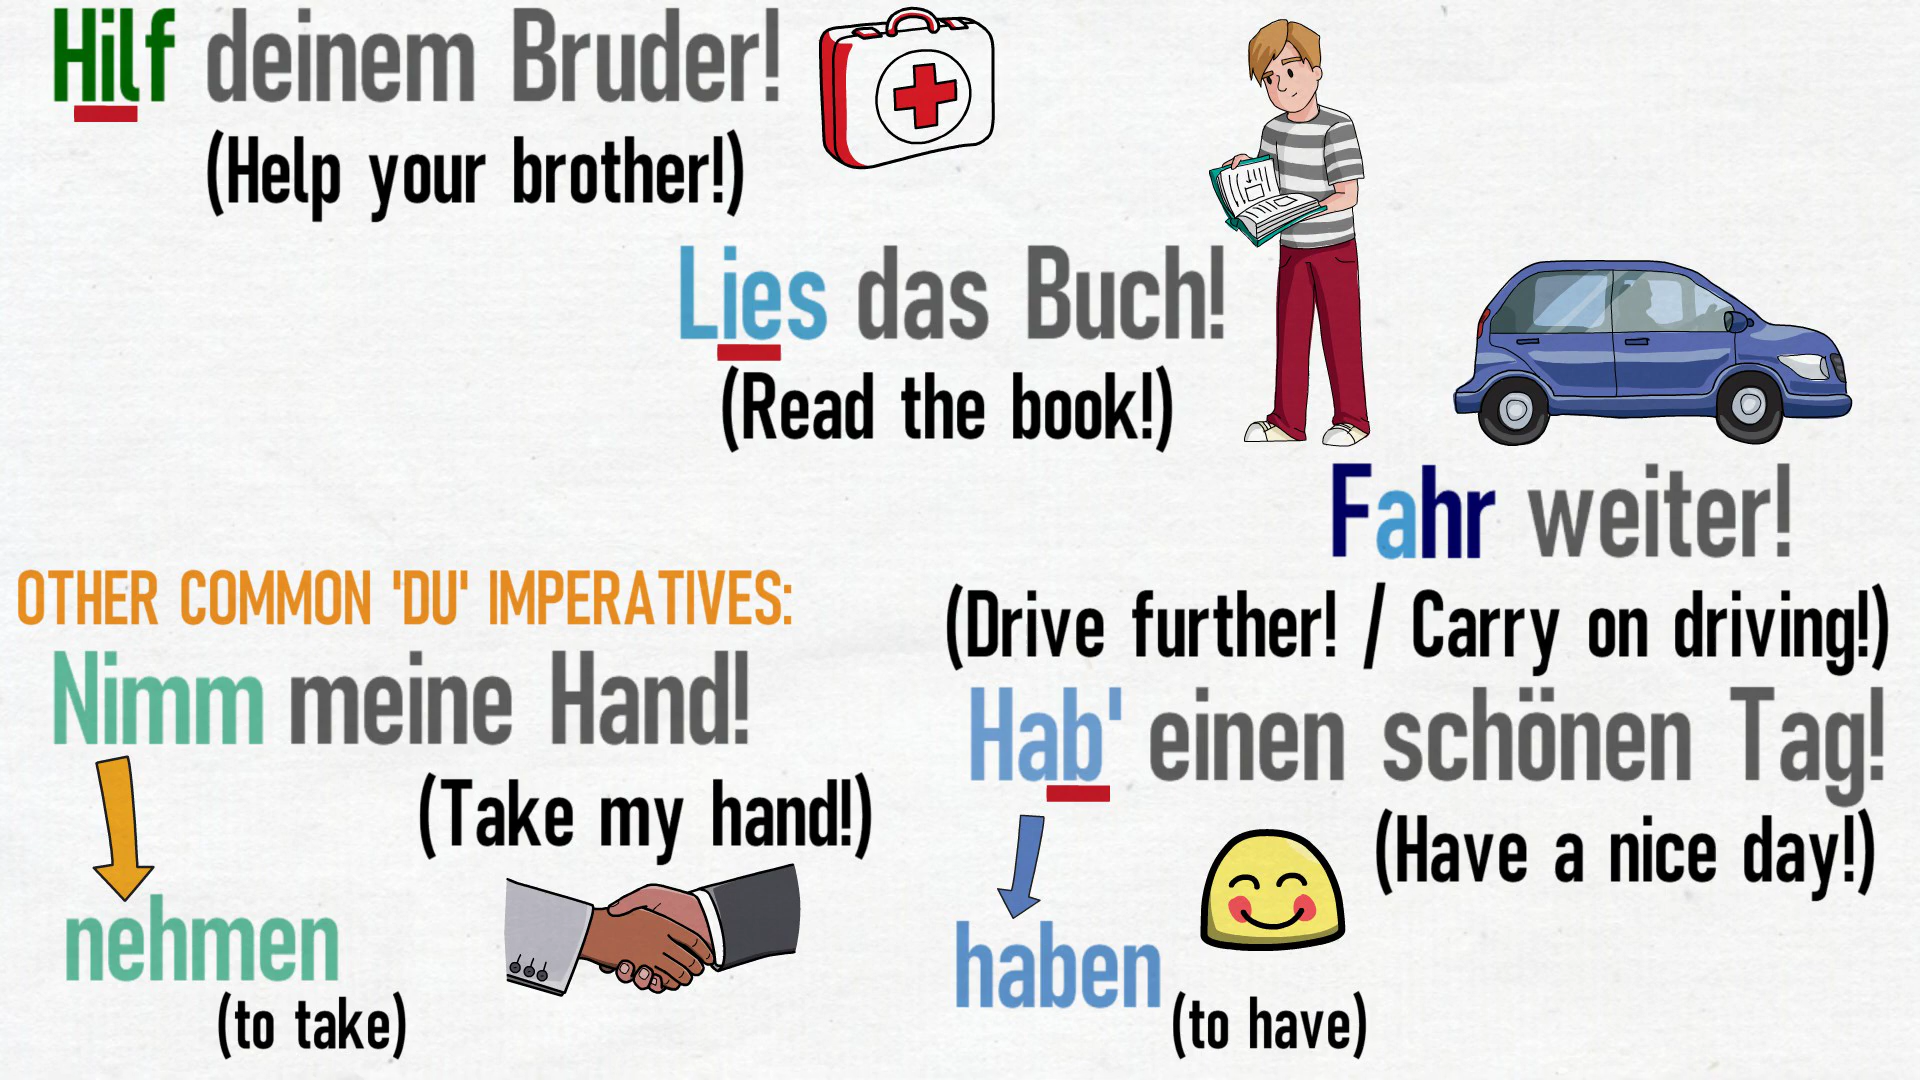 Hilf deinem Bruder!
(Help your brother!)
Lies das Buch!
(Read the book!)
Fahr weiter!
(Drive further! / Carry on driving!)
OTHER COMMON 'DU' IMPERATIVES:
Nimm meine Hand!
(Take my hand!)
nehmen
(to take)
Hab' einen schönen Tag!
(Have a nice day!)
haben
(to have)